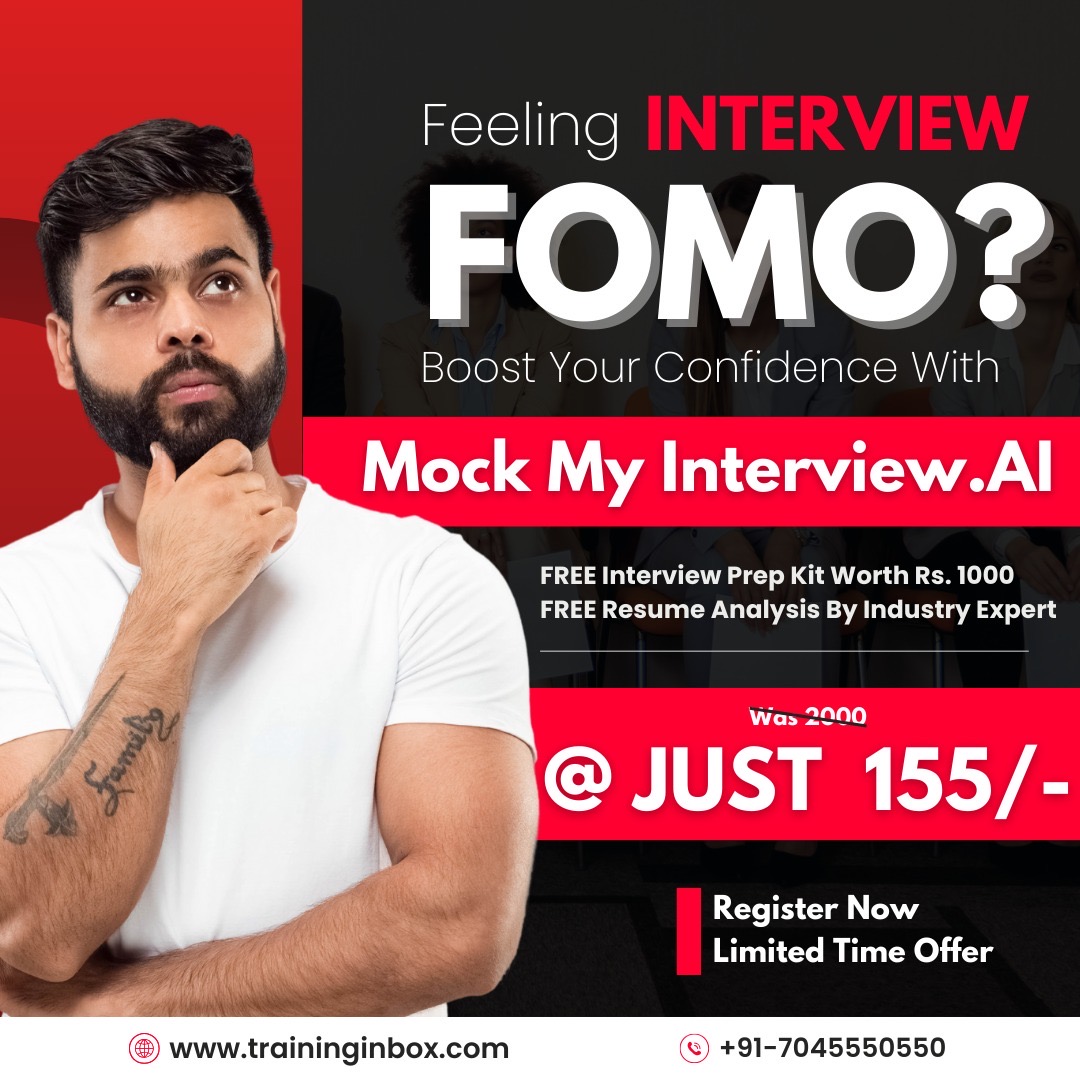 Feeling INTERVIEW
FOMO?
Boost Your Confidence With
Mock My Interview.AI
FREE Interview Prep Kit Worth Rs. 1000
FREE Resume Analysis By Industry Expert
Was 2000
@ JUST 155/-
Family
Register Now
Limited Time Offer
www.traininginbox.com
+91-7045550550